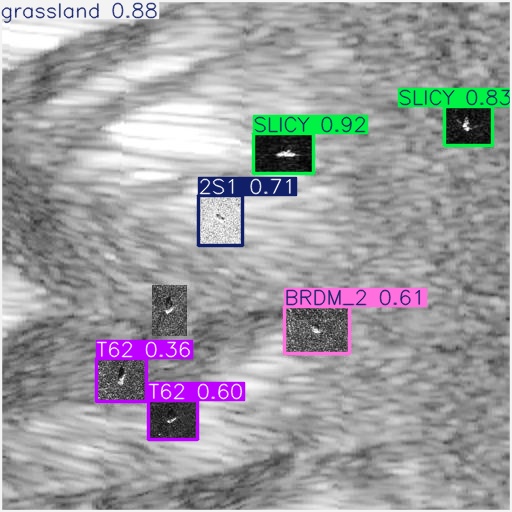 grassland 0.88
SLICY 0.83
SLICY 0.92
2S1 0.71
BRDM_2 0.61
T62 0.36
T62 0.60